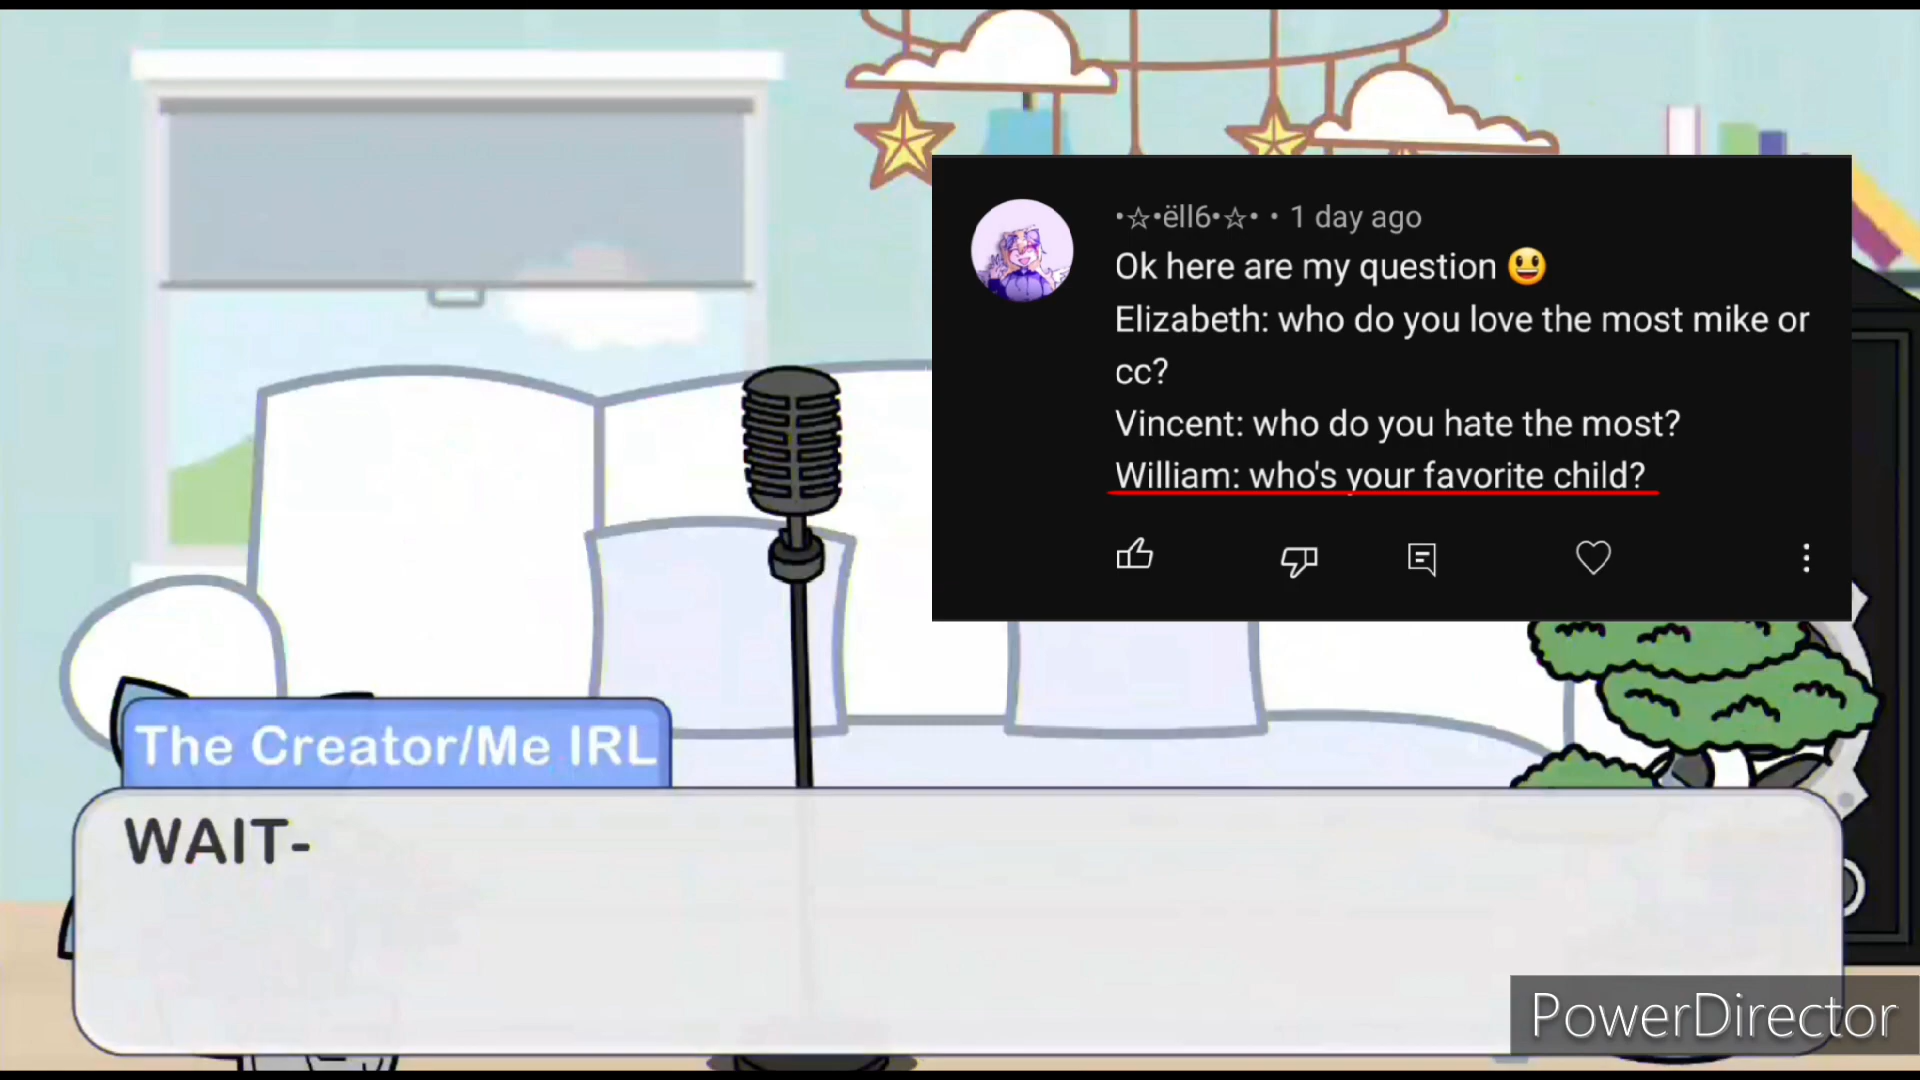 •☆•ëll6•☆• • 1 day ago
Ok here are my question 😃
Elizabeth: who do you love the most mike or
cc?
Vincent: who do you hate the most?
William: who's your favorite child?
The Creator/Me IRL
WAIT-
PowerDirector